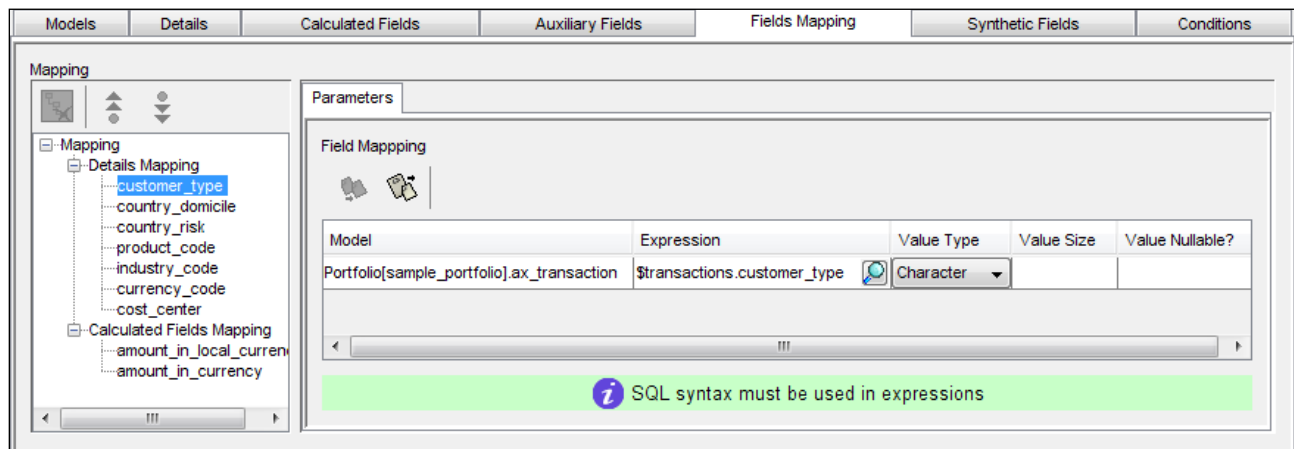 Models Details Calculated Fields Auxiliary Fields Fields Mapping Synthetic Fields Conditions
Mapping
Parameters
Mapping
Details Mapping
customer_type
country_domicile
country_risk
product_code
industry_code
currency_code
cost_center
Calculated Fields Mapping
amount_in_local_curren
amount_in_currency
Field Mappping
Model Expression Value Type Value Size Value Nullable?
Portfolio[sample_portfolio].ax_transaction $transactions.customer_type Character
i SQL syntax must be used in expressions